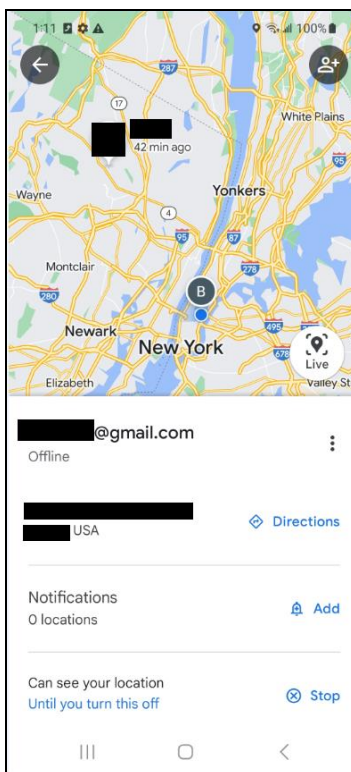 1:11
100%
287
17
White Plains
42 min ago
95
Wayne
Yonkers
4
95
87
Montclair
278
280
B
Newark
495
295
New York
678
Live
Elizabeth
Valley St
@gmail.com
Offline
USA
Directions
Notifications
0 locations
Add
Can see your location
Until you turn this off
Stop